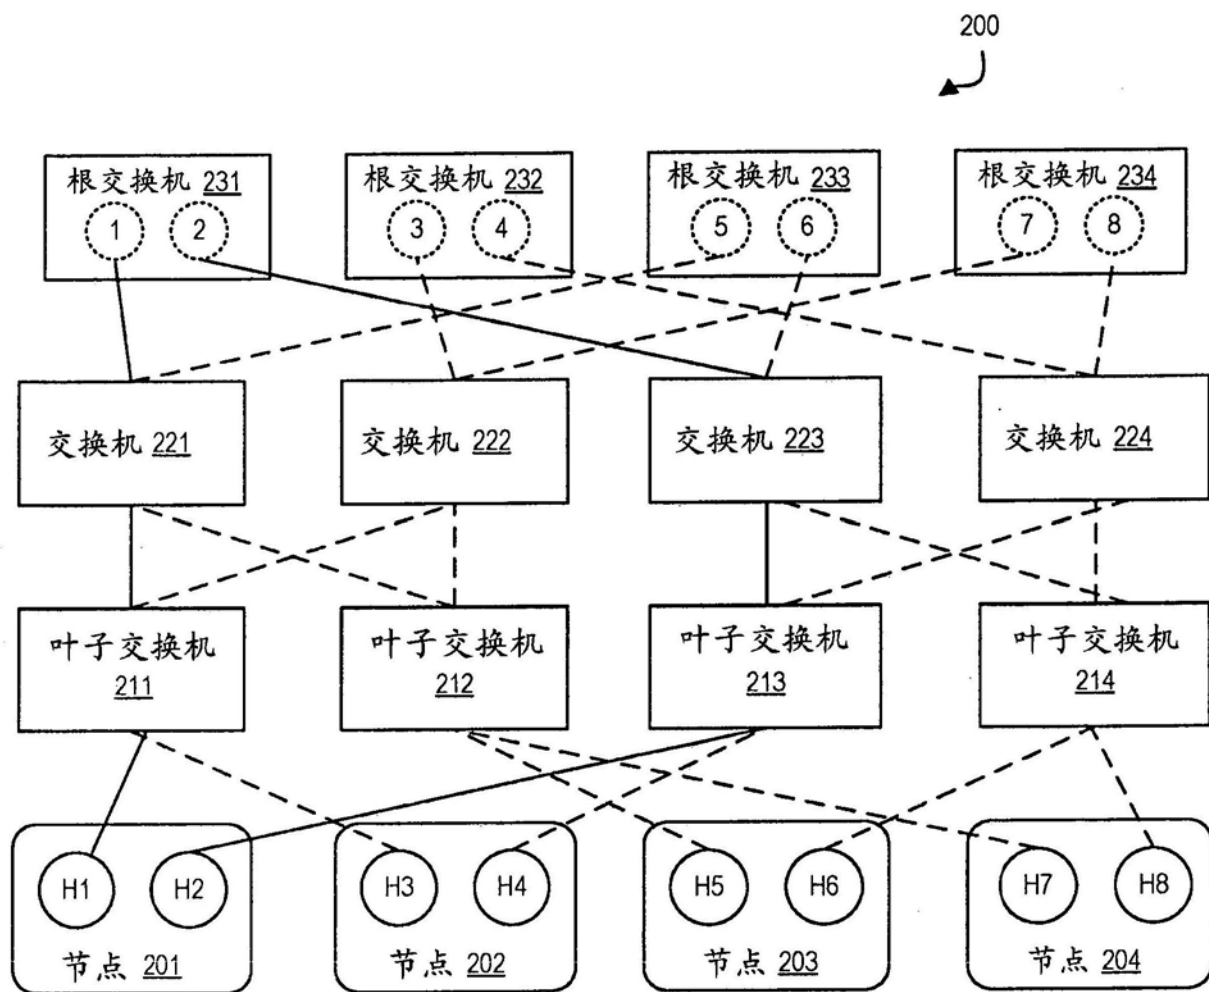 200
根交换机 231
1 2
根交换机 232
3 4
根交换机 233
5 6
根交换机 234
7 8
交换机 221
交换机 222
交换机 223
交换机 224
叶子交换机
211
叶子交换机
212
叶子交换机
213
叶子交换机
214
H1 H2
节点 201
H3 H4
节点 202
H5 H6
节点 203
H7 H8
节点 204